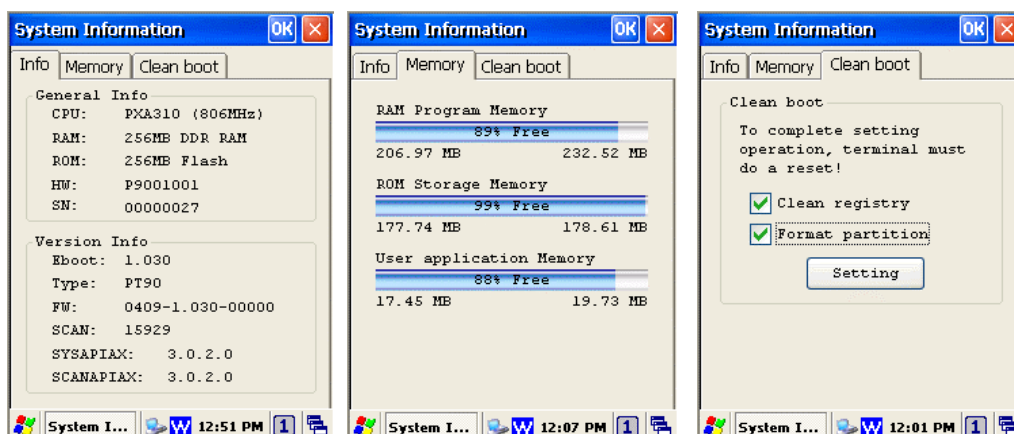 System Information OK
Info Memory Clean boot
General Info
CPU: PXA310 (806MHz)
RAM: 256MB DDR RAM
ROM: 256MB Flash
HW: P9001001
SN: 00000027
Version Info
Eboot: 1.030
Type: PT90
FW: 0409-1.030-00000
SCAN: 15929
SYSAPIAX: 3.0.2.0
SCANAPIAX: 3.0.2.0
System I... W 12:51 PM 1
System Information OK
Info Memory Clean boot
RAM Program Memory
89% Free
206.97 MB 232.52 MB
ROM Storage Memory
99% Free
177.74 MB 178.61 MB
User application Memory
88% Free
17.45 MB 19.73 MB
System I... W 12:07 PM 1
System Information OK
Info Memory Clean boot
Clean boot
To complete setting
operation, terminal must
do a reset!
Clean registry
Format partition
Setting
System I... W 12:01 PM 1